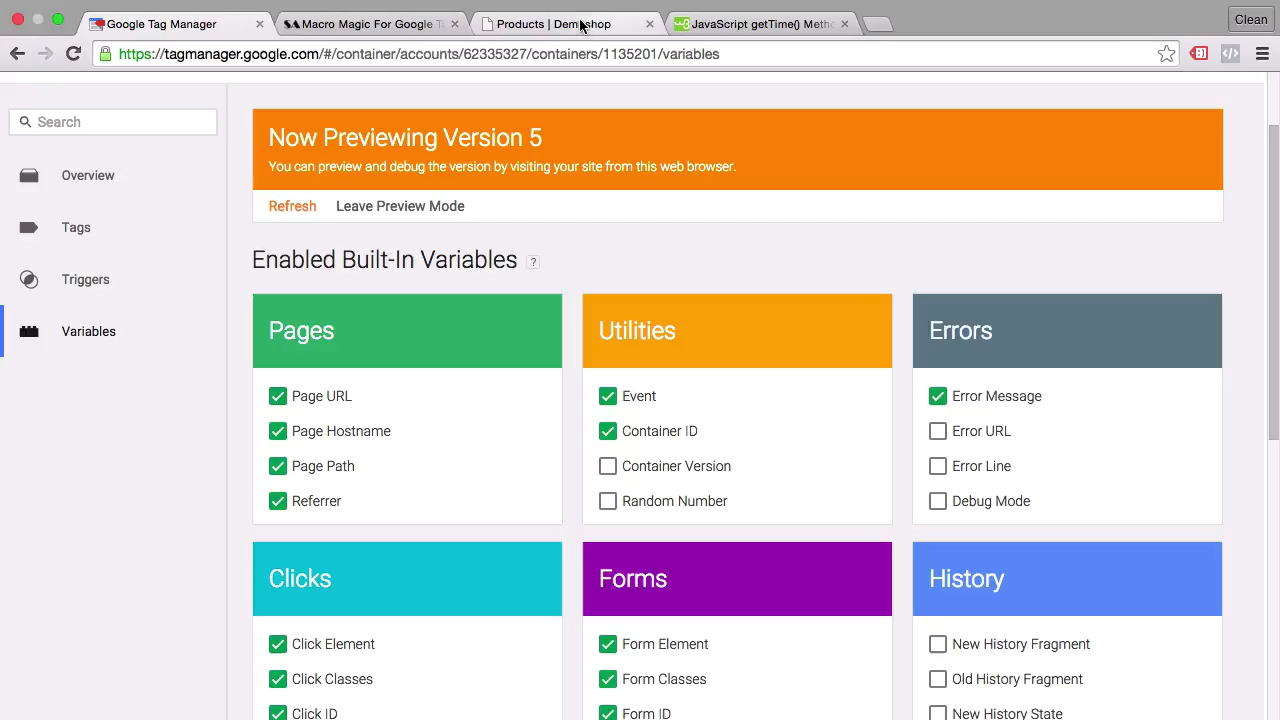 Google Tag Manager
Macro Magic For Google T
Products | Dem shop
JavaScript getTime() Metho
Clean
https://tagmanager.google.com/#/container/accounts/62335327/containers/1135201/variables
Search
Overview
Tags
Triggers
Variables
Now Previewing Version 5
You can preview and debug the version by visiting your site from this web browser.
Refresh
Leave Preview Mode
Enabled Built-In Variables ?
Pages
Page URL
Page Hostname
Page Path
Referrer
Utilities
Event
Container ID
Container Version
Random Number
Errors
Error Message
Error URL
Error Line
Debug Mode
Clicks
Click Element
Click Classes
Click ID
Forms
Form Element
Form Classes
Form ID
History
New History Fragment
Old History Fragment
New History State